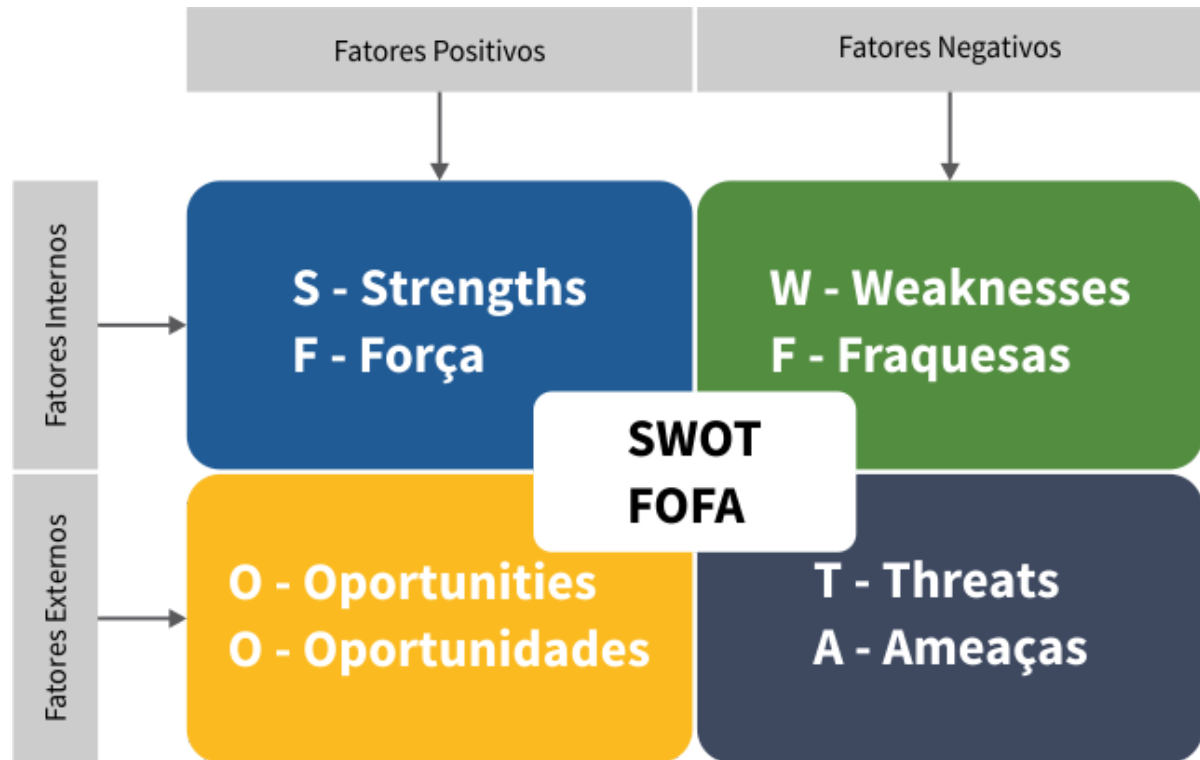 Fatores Positivos
Fatores Negativos
Fatores Internos
S - Strengths
F - Força
W - Weaknesses
F - Fraquesas
SWOT
FOFA
Fatores Externos
O - Oportunities
O - Oportunidades
T - Threats
A - Ameaças